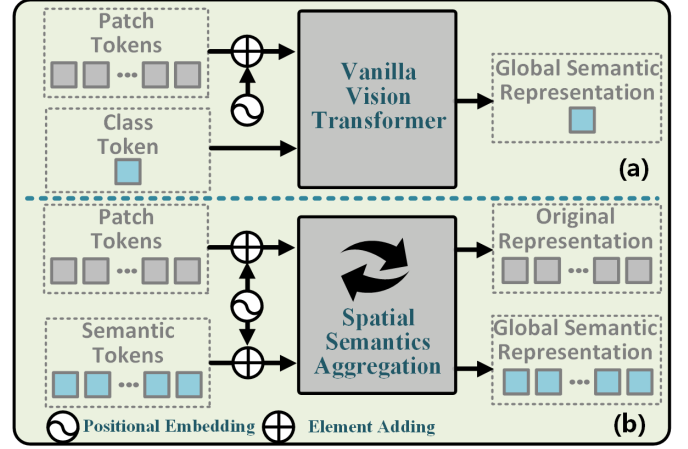 Patch
Tokens
Vanilla
Vision
Transformer
Global Semantic
Representation
Class
Token
(a)
Patch
Tokens
Original
Representation
Spatial
Semantics
Aggregation
Semantic
Tokens
Global Semantic
Representation
Positional Embedding
Element Adding
(b)